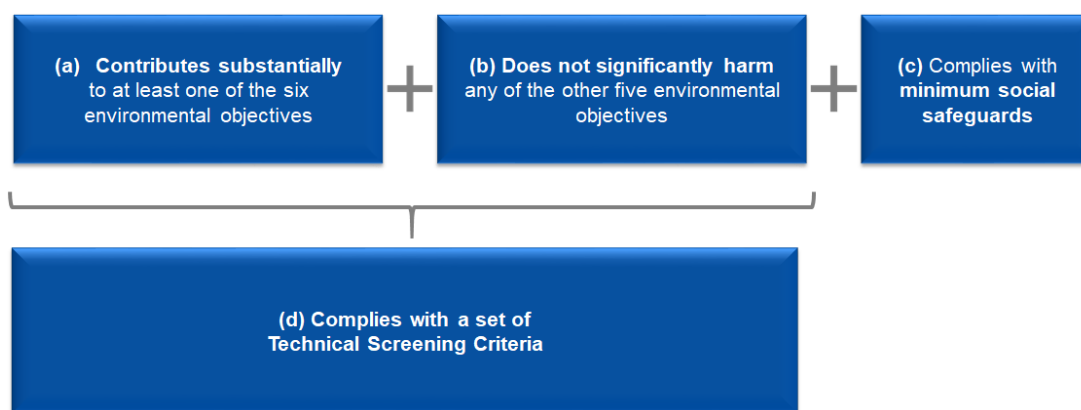 (a) Contributes substantially
to at least one of the six
environmental objectives
(b) Does not significantly harm
any of the other five environmental
objectives
(c) Complies with
minimum social
safeguards
(d) Complies with a set of
Technical Screening Criteria